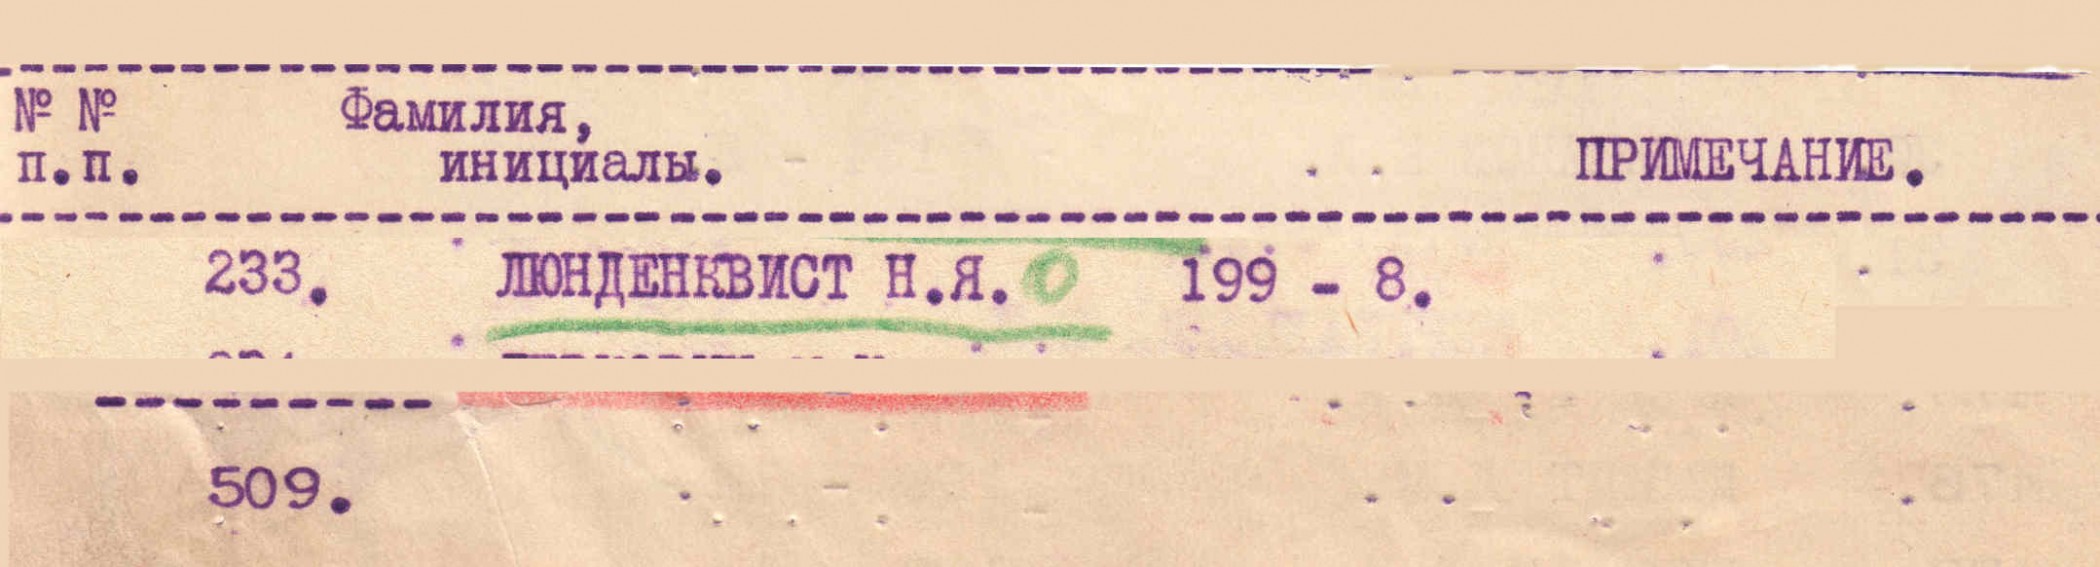 № № Фамилия,
п.п. инициалы. ПРИМЕЧАНИЕ.
233. ЛЮНДЕНКВИСТ Н.Я. О 199 - 8.
509.